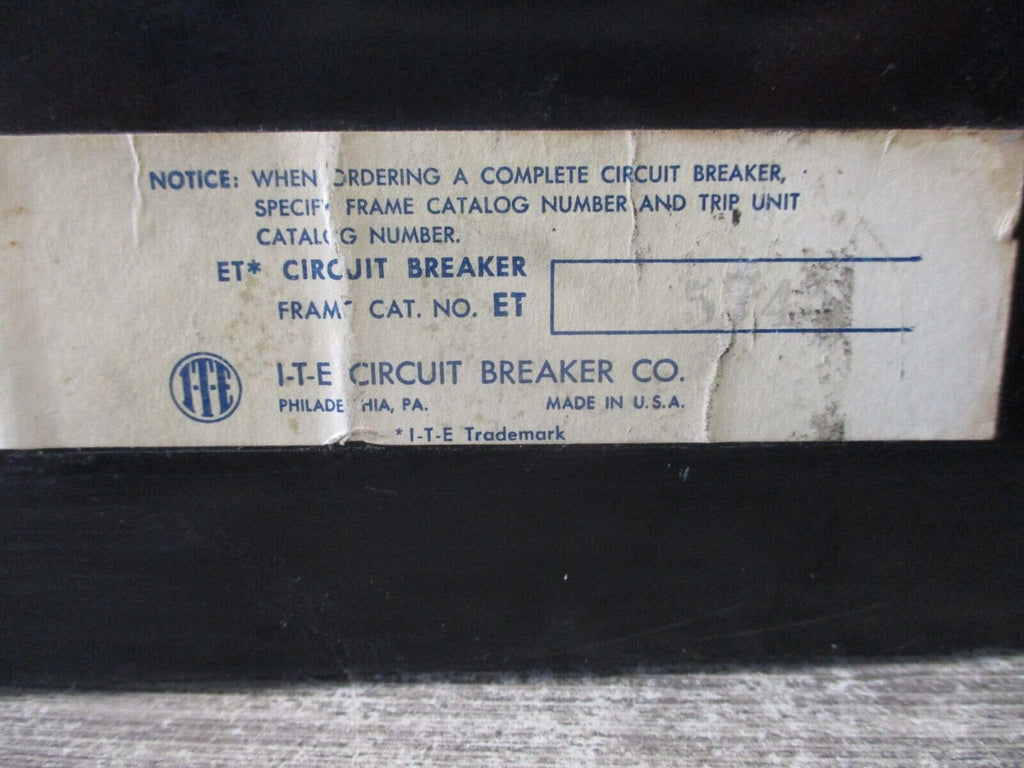 NOTICE: WHEN ORDERING A COMPLETE CIRCUIT BREAKER,
SPECIFY FRAME CATALOG NUMBER AND TRIP UNIT
CATALOG NUMBER.
ET* CIRCUIT BREAKER
FRAME CAT. NO. ET
I-T-E
I-T-E CIRCUIT BREAKER CO.
PHILADELPHIA, PA. MADE IN U.S.A.
* I-T-E Trademark